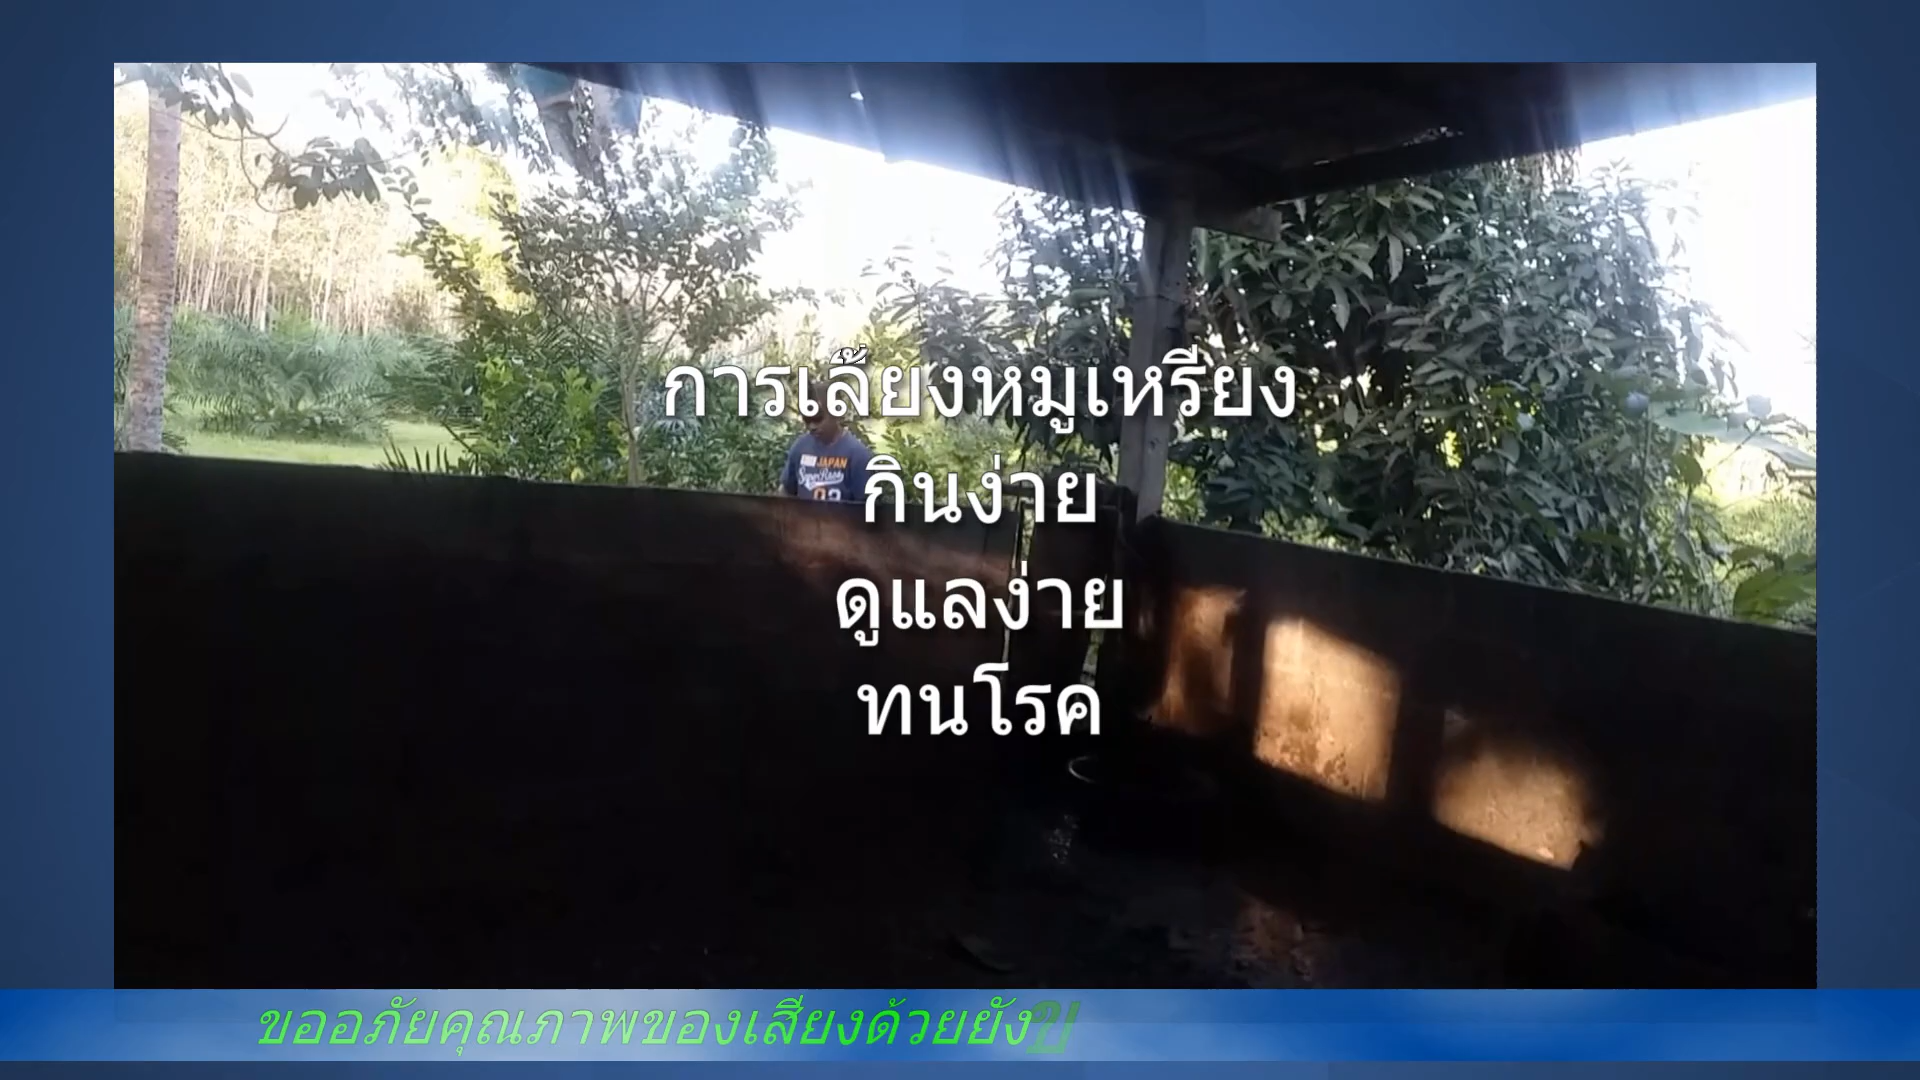 การเลี้ยงหมูเหรียง
กินง่าย
ดูแลง่าย
ทนโรค
JAPAN
ขออภัยคุณภาพของเสียงด้วยยังข